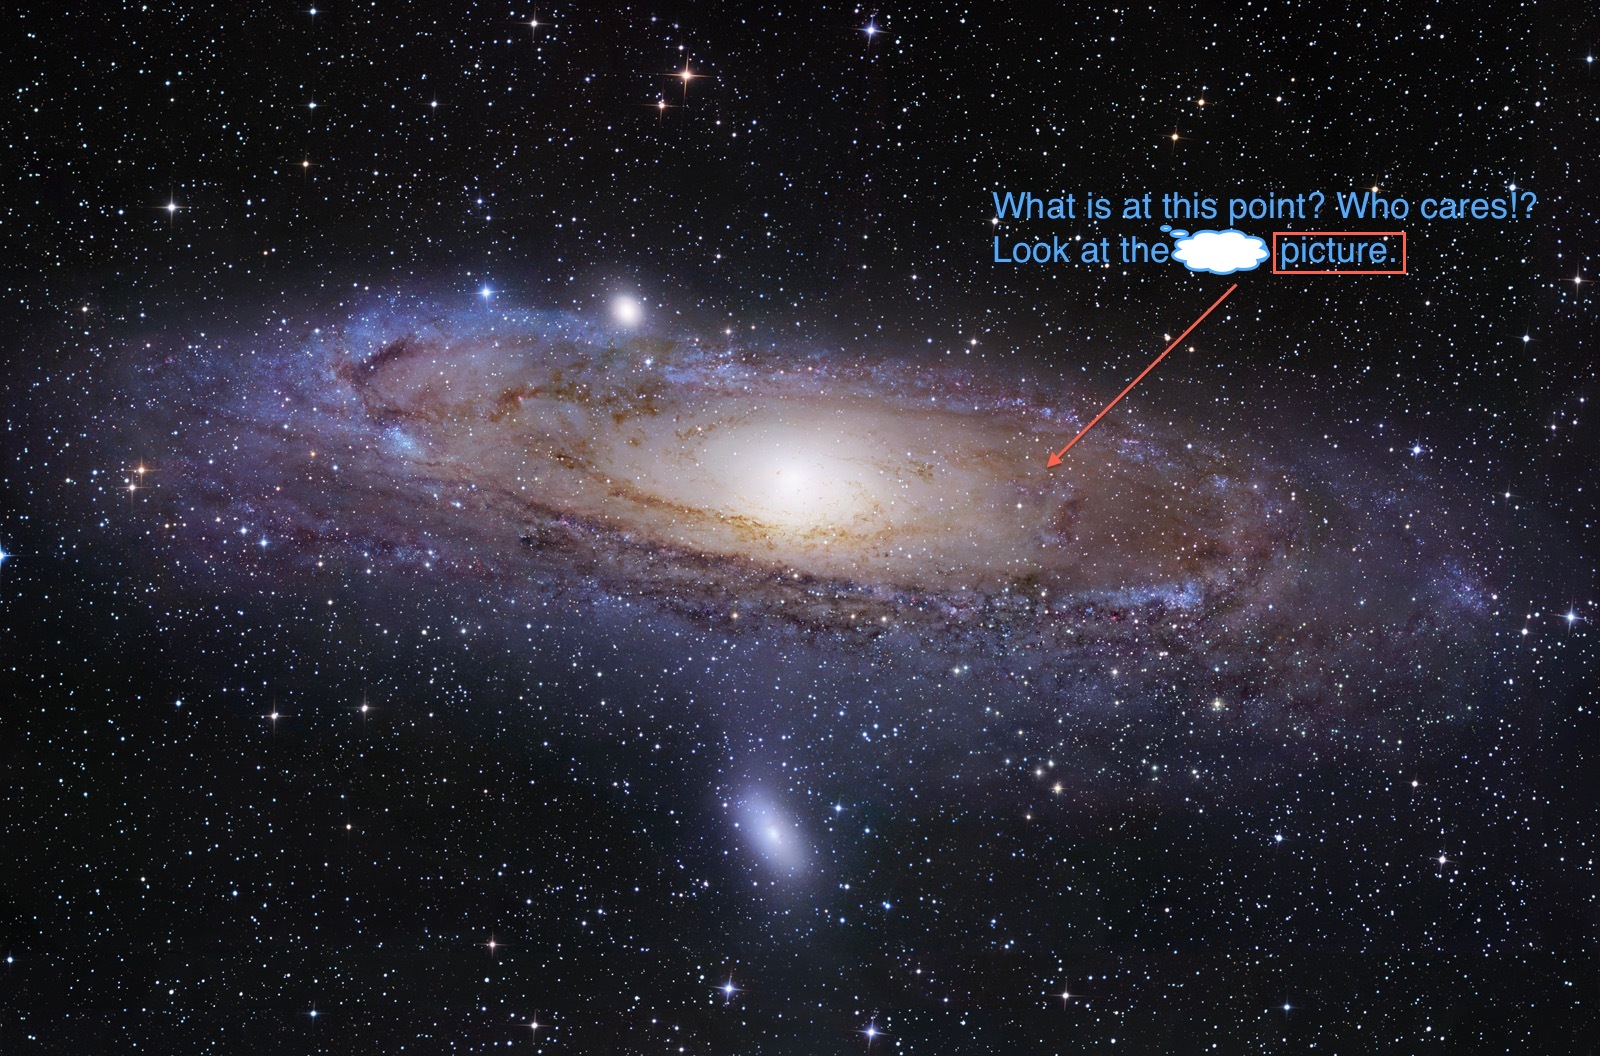 What is at this point? Who cares!?
Look at the picture.